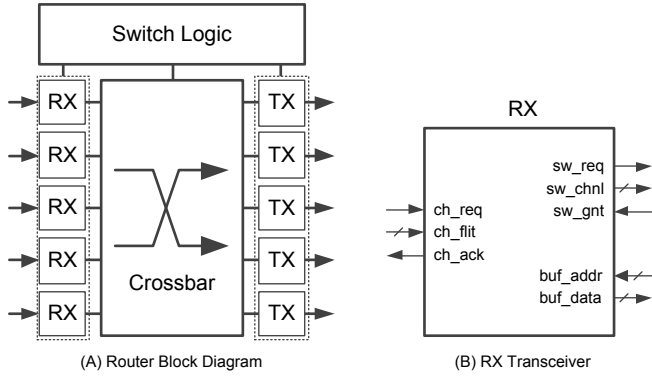 Switch Logic
RX
TX
RX
TX
RX
TX
RX
TX
RX
TX
Crossbar
(A) Router Block Diagram
RX
sw_req
sw_chnl
sw_gnt
ch_req
ch_flit
ch_ack
buf_addr
buf_data
(B) RX Transceiver